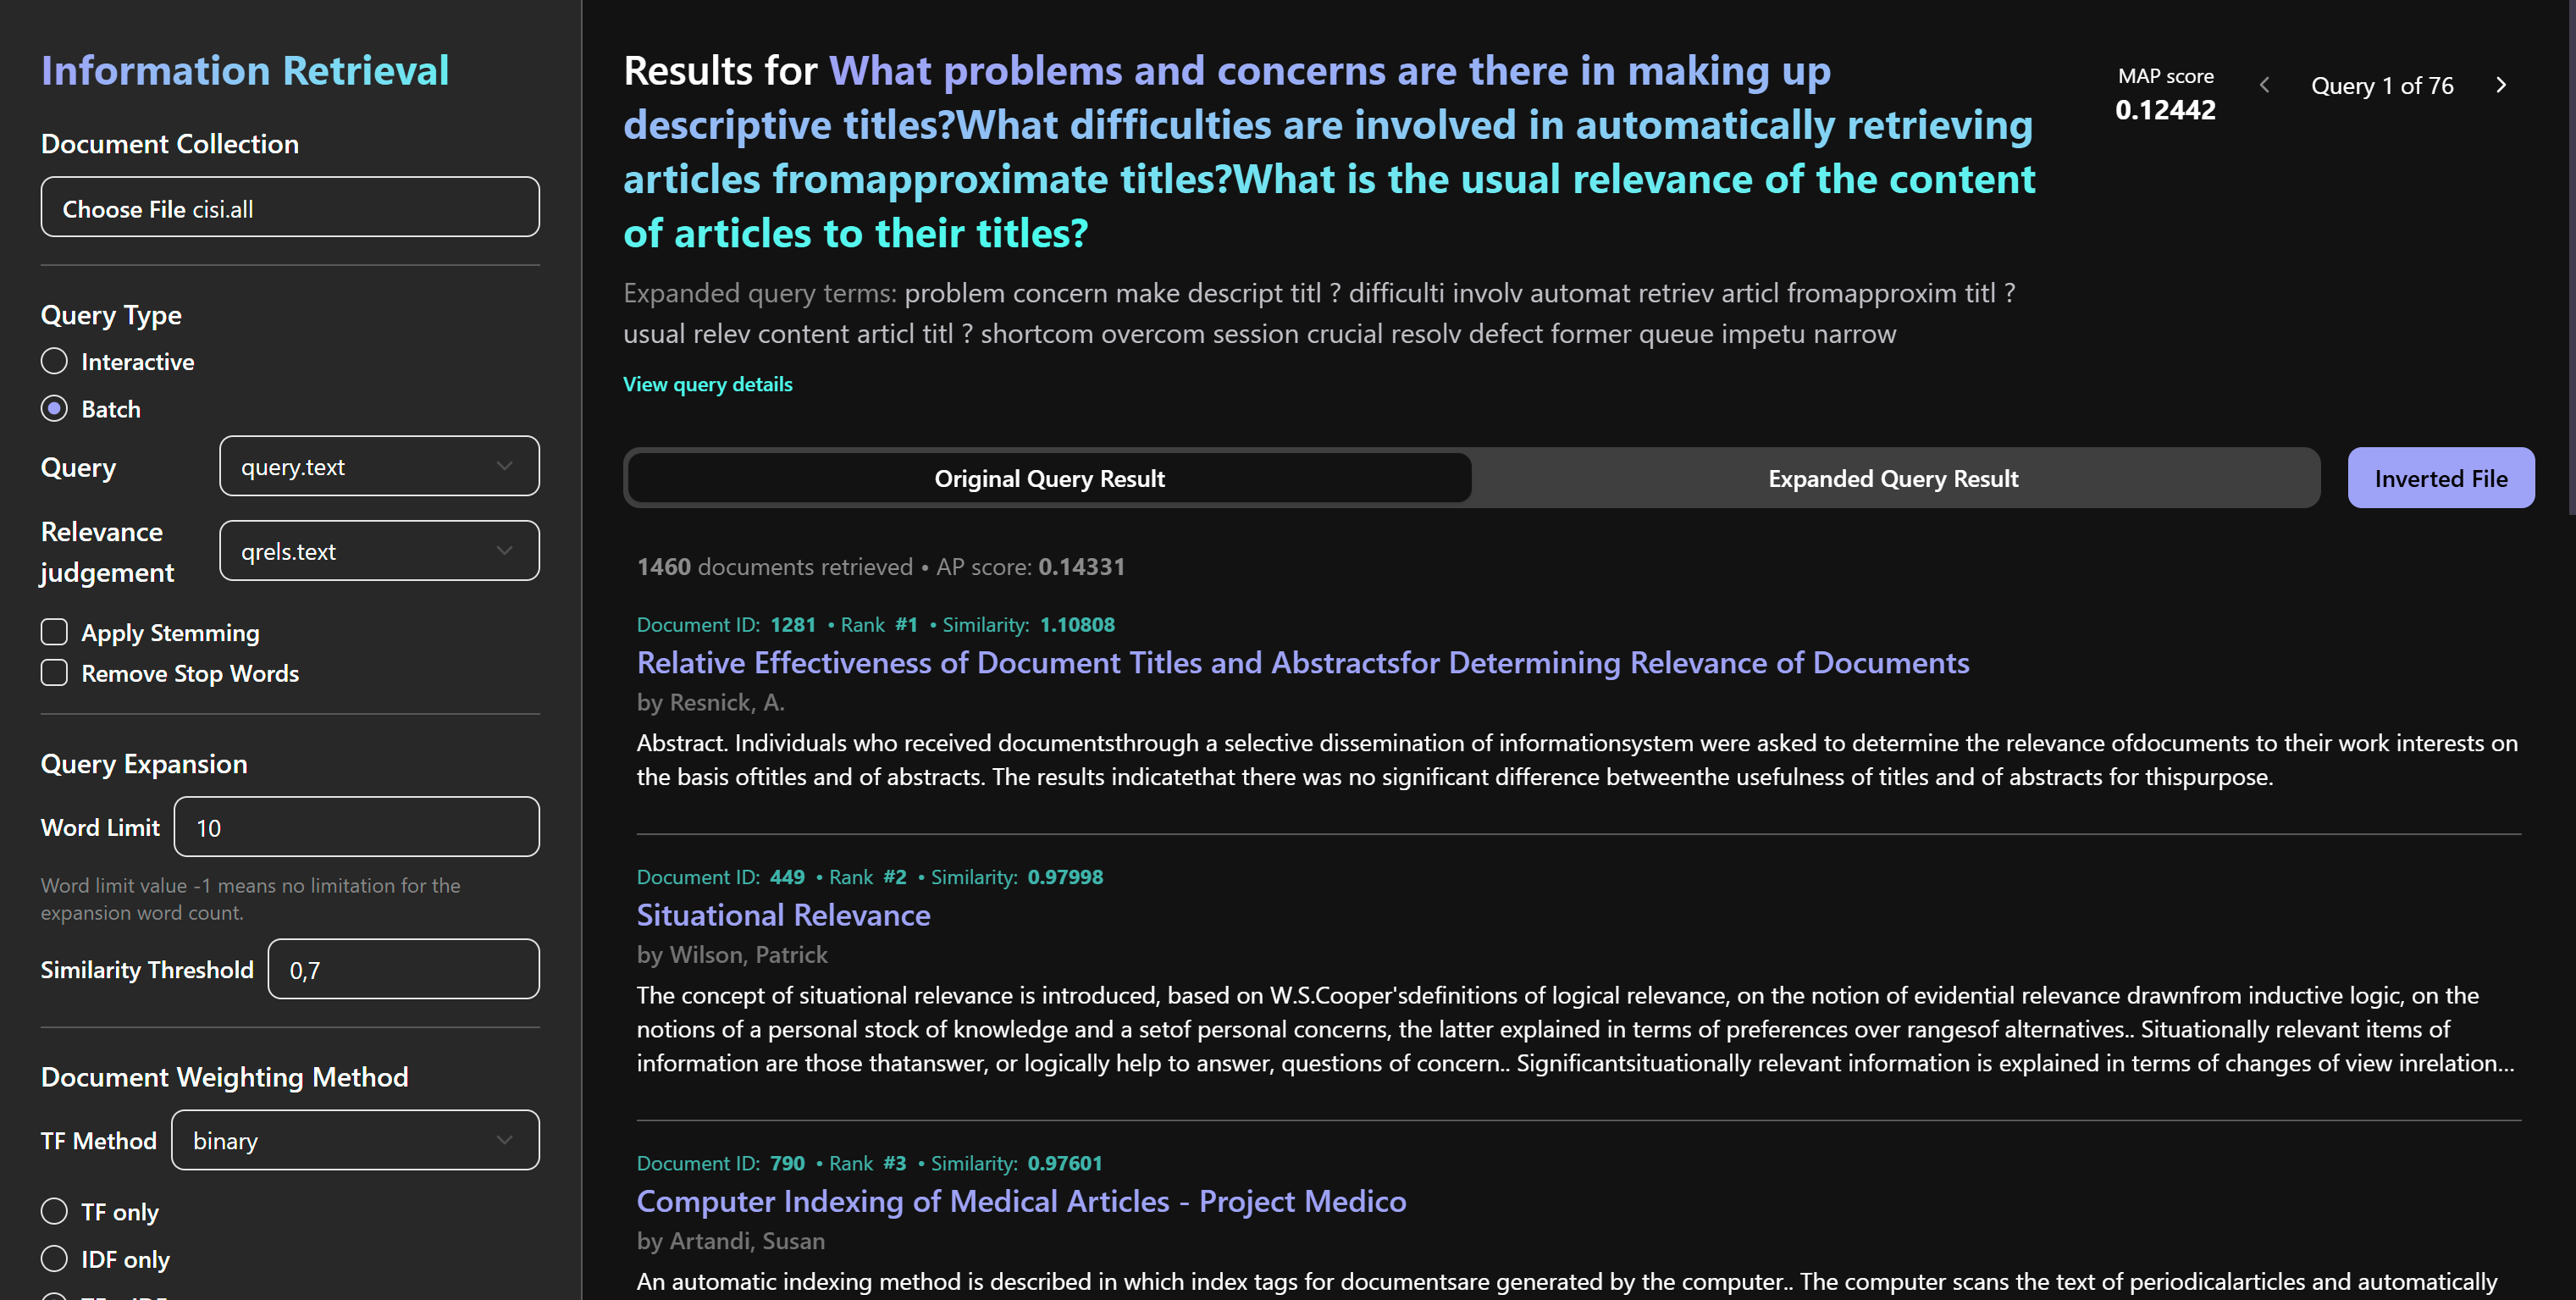 Information Retrieval
Document Collection
Choose File cisi.all
Query Type
Interactive
Batch
Query
query.text
Relevance
judgement
qrels.text
Apply Stemming
Remove Stop Words
Query Expansion
Word Limit
10
Word limit value -1 means no limitation for the
expansion word count.
Similarity Threshold
0,7
Document Weighting Method
TF Method
binary
TF only
IDF only
Results for What problems and concerns are there in making up
descriptive titles?What difficulties are involved in automatically retrieving
articles fromapproximate titles?What is the usual relevance of the content
of articles to their titles?
MAP score
0.12442
Query 1 of 76
Expanded query terms: problem concern make descript titl ? difficulti involv automat retriev articl fromapproxim titl ?
usual relev content articl titl ? shortcom overcom session crucial resolv defect former queue impetu narrow
View query details
Original Query Result
Expanded Query Result
Inverted File
1460 documents retrieved • AP score: 0.14331
Document ID: 1281 • Rank #1 • Similarity: 1.10808
Relative Effectiveness of Document Titles and Abstractsfor Determining Relevance of Documents
by Resnick, A.
Abstract. Individuals who received documentsthrough a selective dissemination of informationsystem were asked to determine the relevance ofdocuments to their work interests on
the basis oftitles and of abstracts. The results indicatethat there was no significant difference betweenthe usefulness of titles and of abstracts for thispurpose.
Document ID: 449 • Rank #2 • Similarity: 0.97998
Situational Relevance
by Wilson, Patrick
The concept of situational relevance is introduced, based on W.S.Cooper'sdefinitions of logical relevance, on the notion of evidential relevance drawnfrom inductive logic, on the
notions of a personal stock of knowledge and a setof personal concerns, the latter explained in terms of preferences over rangesof alternatives.. Situationally relevant items of
information are those thatanswer, or logically help to answer, questions of concern.. Significantsituationally relevant information is explained in terms of changes of view inrelation...
Document ID: 790 • Rank #3 • Similarity: 0.97601
Computer Indexing of Medical Articles - Project Medico
by Artandi, Susan
An automatic indexing method is described in which index tags for documentsare generated by the computer.. The computer scans the text of periodicalarticles and automatically